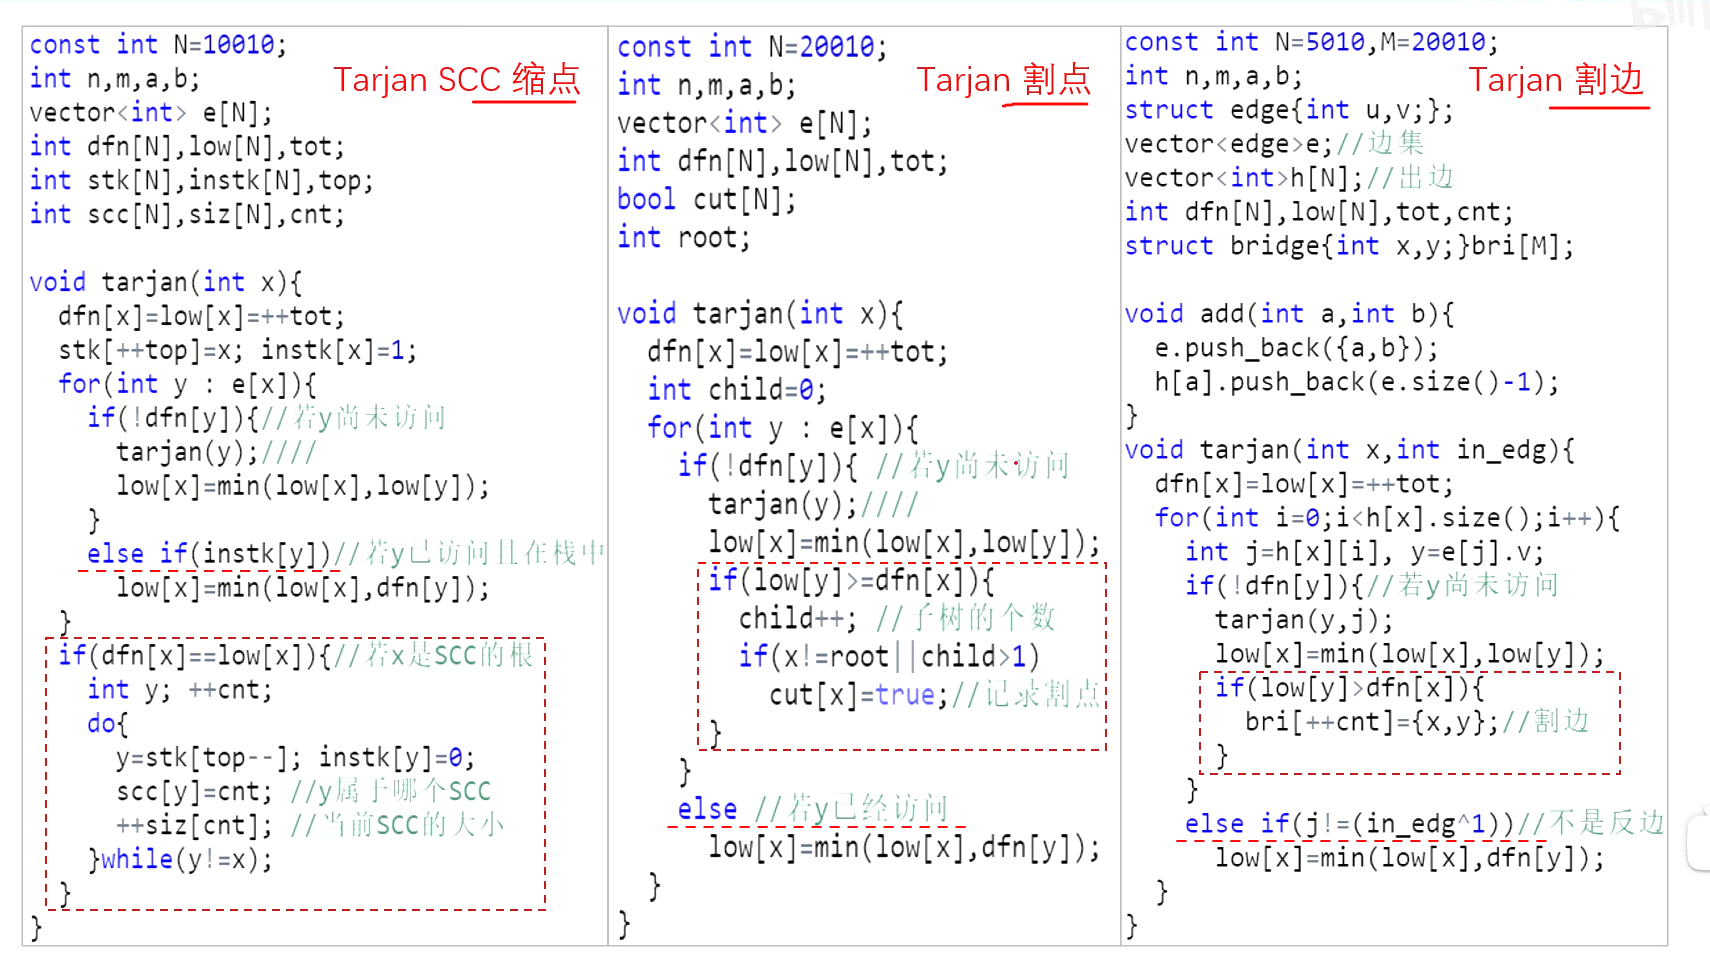 Tarjan SCC 缩点
const int N=10010;
int n,m,a,b;
vector<int> e[N];
int dfn[N],low[N],tot;
int stk[N],instk[N],top;
int scc[N],siz[N],cnt;
void tarjan(int x){
dfn[x]=low[x]=++tot;
stk[++top]=x; instk[x]=1;
for(int y : e[x]){
if(!dfn[y]){//若y尚未访问
tarjan(y);////
low[x]=min(low[x],low[y]);
}
else if(instk[y])//若y已访问且在栈中
low[x]=min(low[x],dfn[y]);
}
if(dfn[x]==low[x]){//若x是SCC的根
int y; ++cnt;
do{
y=stk[top--]; instk[y]=0;
scc[y]=cnt; //y属于哪个SCC
++siz[cnt]; //当前SCC的大小
}while(y!=x);
}
}
Tarjan 割点
const int N=20010;
int n,m,a,b;
vector<int> e[N];
int dfn[N],low[N],tot;
bool cut[N];
int root;
void tarjan(int x){
dfn[x]=low[x]=++tot;
int child=0;
for(int y : e[x]){
if(!dfn[y]){ //若y尚未访问
tarjan(y);////
low[x]=min(low[x],low[y]);
if(low[y]>=dfn[x]){
child++; //子树的个数
if(x!=root||child>1)
cut[x]=true;//记录割点
}
}
else //若y已经访问
low[x]=min(low[x],dfn[y]);
}
}
Tarjan 割边
const int N=5010,M=20010;
int n,m,a,b;
struct edge{int u,v;};
vector<edge>e;//边集
vector<int>h[N];//出边
int dfn[N],low[N],tot,cnt;
struct bridge{int x,y;}bri[M];
void add(int a,int b){
e.push_back({a,b});
h[a].push_back(e.size()-1);
}
void tarjan(int x,int in_edg){
dfn[x]=low[x]=++tot;
for(int i=0;i<h[x].size();i++){
int j=h[x][i], y=e[j].v;
if(!dfn[y]){//若y尚未访问
tarjan(y,j);
low[x]=min(low[x],low[y]);
if(low[y]>dfn[x]){
bri[++cnt]={x,y};//割边
}
}
else if(j!=(in_edg^1))//不是反边
low[x]=min(low[x],dfn[y]);
}
}